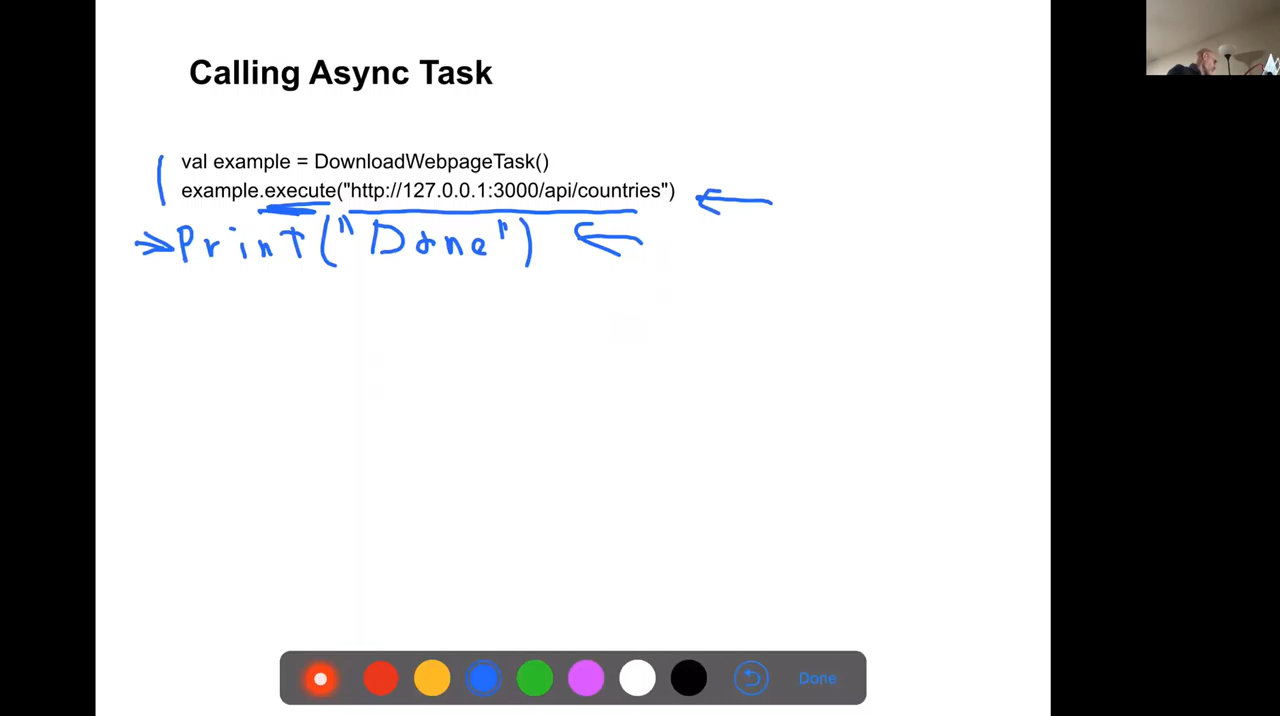 Calling Async Task
val example = DownloadWebpageTask()
example.execute("http://127.0.0.1:3000/api/countries")
Print("Done")
Done